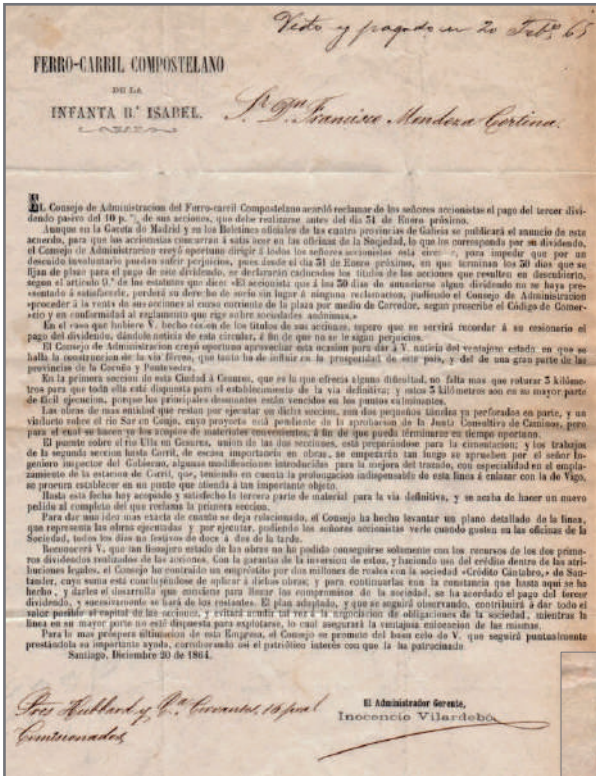 Visto y pagado en 20 Feb.º 65
FERRO-CARRIL COMPOSTELANO
DE LA
INFANTA D.ª ISABEL.
S.r D.n Francisco Mendoza Cortina.
EL Consejo de Administracion del Ferro-carril Compostelano acordó reclamar de los señores accionistas el pago del tercer divi-
dendo pasivo del 10 p.% de sus acciones, que debe realizarse antes del dia 31 de Enero próximo.
Aunque en la Gaceta de Madrid y en los Boletines oficiales de las cuatro provincias de Galicia se publicará el anuncio de este
acuerdo, para que los accionistas concurran á satisfacer en las oficinas de la Sociedad, lo que les corresponda por su dividendo,
el Consejo de Administracion creyó oportuno dirigir á todos los señores accionistas esta circular, para impedir que por un
descuido involuntario puedan sufrir perjuicios, pues desde el dia 31 de Enero próximo, en que terminan los 30 dias que se
fijan de plazo para el pago de este dividendo, se declararán caducados los titulos de las acciones que resulten en descubierto,
segun el artículo 9.º de los estatutos que dice: «El accionista que á los 30 dias de anunciarse algun dividendo no se haya pre-
»sentado á satisfacerle, perderá su derecho de socio sin lugar á ninguna reclamacion, pudiendo el Consejo de Administracion
»proceder á la venta de sus acciones al curso corriente de la plaza por medio de Corredor, segun prescribe el Código de Comer-
»cio y en conformidad al reglamento que rige sobre sociedades anónimas.»
En el caso que hubiere V. hecho cesion de los titulos de sus acciones, espero que se servirá recordar á su cesionario el
pago del dividendo, dándole noticia de esta circular, á fin de que no se le sigan perjuicios.
El Consejo de Administracion creyó oportuno aprovechar esta ocasion para dar á V. noticia del ventajoso estado en que se
halla la construccion de la via férrea, que tanto ha de influir en la prosperidad de este pais, y del de una gran parte de las
provincias de la Coruña y Pontevedra.
En la primera seccion de esta Ciudad á Cesures, que es la que ofrecia alguna dificultad, no falta mas que roturar 3 kilóme-
tros para que toda ella está dispuesta para el establecimiento de la via definitiva; y estos 3 kilómetros son en su mayor parte
de fácil ejecucion, porque los principales desmontes están vencidos en los puntos culminantes.
Las obras de mas entidad que restan por ejecutar en dicha seccion, son dos pequeños túneles ya perforados en parte, y un
viaducto sobre el rio Sar en Conjo, cuyo proyecto está pendiente de la aprobacion de la Junta Consultiva de Caminos, pero
para el cual se hacen ya los acopios de materiales convenientes, á fin de que pueda términarse en tiempo oportuno.
El puente sobre el rio Ulla en Cesures, union de las dos secciones, está preparándose para la cimentacion; y los trabajos
de la segunda seccion hasta Carril, de escasa importancia en obras, se empezarán tan luego se aprueben por el señor In-
geniero inspector del Gobierno, algunas modificaciones introducidas para la mejora del trazado, con especialidad en el empla-
zamiento de la estacion de Carril, que, teniendo en cuenta la prolongacion indispensable de esta línea á enlazar con la de Vigo,
se procura establecer en un punto que atienda á tan importante objeto.
Hasta esta fecha hay acopiado y satisfecho la tercera parte de material para la via definitiva, y se acaba de hacer un nuevo
pedido al completo del que reclama la primera seccion.
Para dar una idea mas exacta de cuanto se deja relacionado, el Consejo ha hecho levantar un plano detallado de la línea,
que representa las obras ejecutadas y por ejecutar, pudiendo los señores accionistas verle cuando gusten en las oficinas de la
Sociedad, todos los dias no festivos de doce á dos de la tarde.
Reconocerá V. que tan lisonjero estado de las obras no ha podido conseguirse solamente con los recursos de los dos prime-
ros dividendos realizados de las acciones. Con la garantía de la inversion de estos, y haciendo uso del crédito dentro de las atri-
buciones legales, el Consejo ha contraido un empréstito por dos millones de reales con la sociedad «Crédito Cántabro,» de San-
tander, cuya suma está concluyéndose de aplicar á dichas obras; y para continuarlas con la constancia que hasta aqui se ha
hecho, y darles el desarrollo que conviene para llenar los compromisos de la sociedad, se ha acordado el pago del tercer
dividendo, y sucesivamente se hará de los restantes. El plan adoptado, y que se seguirá observando, contribuirá á dar todo el
valor posible al capital de las acciones, y evitará acudir tal vez á la negociacion de obligaciones de la sociedad, mientras la
línea en su mayor parte no esté dispuesta para explotarse, lo cual asegurará la ventajosa colocacion de las mismas.
Para la mas próspera últimacion de esta Empresa, el Consejo se promete del buen celo de V. que seguirá puntualmente
prestándola su importante ayuda, corroborando asi el patriótico interés con que la ha patrocinado.
Santiago, Diciembre 20 de 1864.
El Administrador Gerente,
Inocencio Vilardebó
Sres Hubbard y C.ª Cervantes, 16 pral
Comisionados